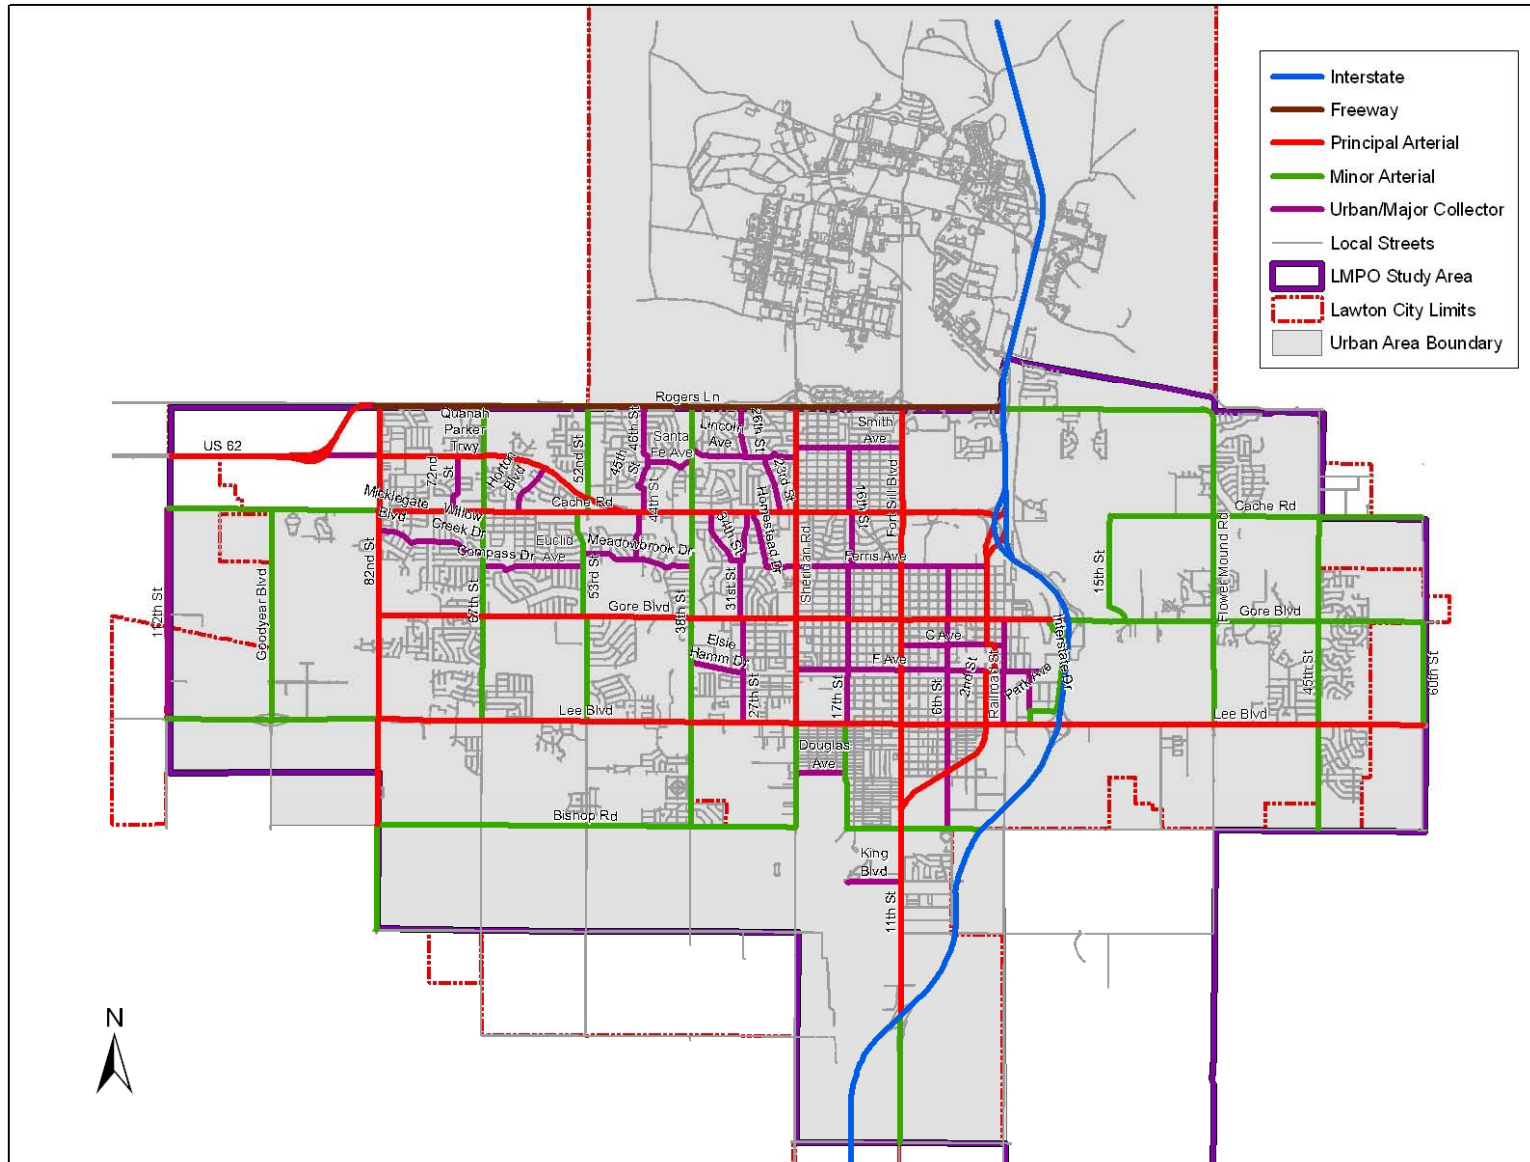 Interstate
Freeway
Principal Arterial
Minor Arterial
Urban/Major Collector
Local Streets
LMPO Study Area
Lawton City Limits
Urban Area Boundary
Rogers Ln
Quanah
Parker
Trwy
US 62
72nd
St
Horton
Blvd
52nd St
46th St
45th
St
Santa
Fe Ave
Lincoln
Ave
26th St
23rd St
Smith
Ave
Micklegate
Blvd
Willow
Creek Dr
Cache Rd
44th St
Homestead Dr
16th St
Fort Sill Blvd
Cache Rd
82nd St
Compass Dr
Euclid
Ave
Meadowbrook Dr
34th St
Sheridan Rd
Ferris Ave
112th St
Goodyear Blvd
67th St
53rd St
38th St
31st St
15th St
Flower Mound Rd
Gore Blvd
Gore Blvd
Elsie
Hamm Dr
C Ave
F Ave
Interstate Dr
27th St
17th St
6th St
2nd St
Railroad St
Park Ave
45th St
60th St
Lee Blvd
Lee Blvd
Douglas
Ave
Bishop Rd
King
Blvd
11th St
N